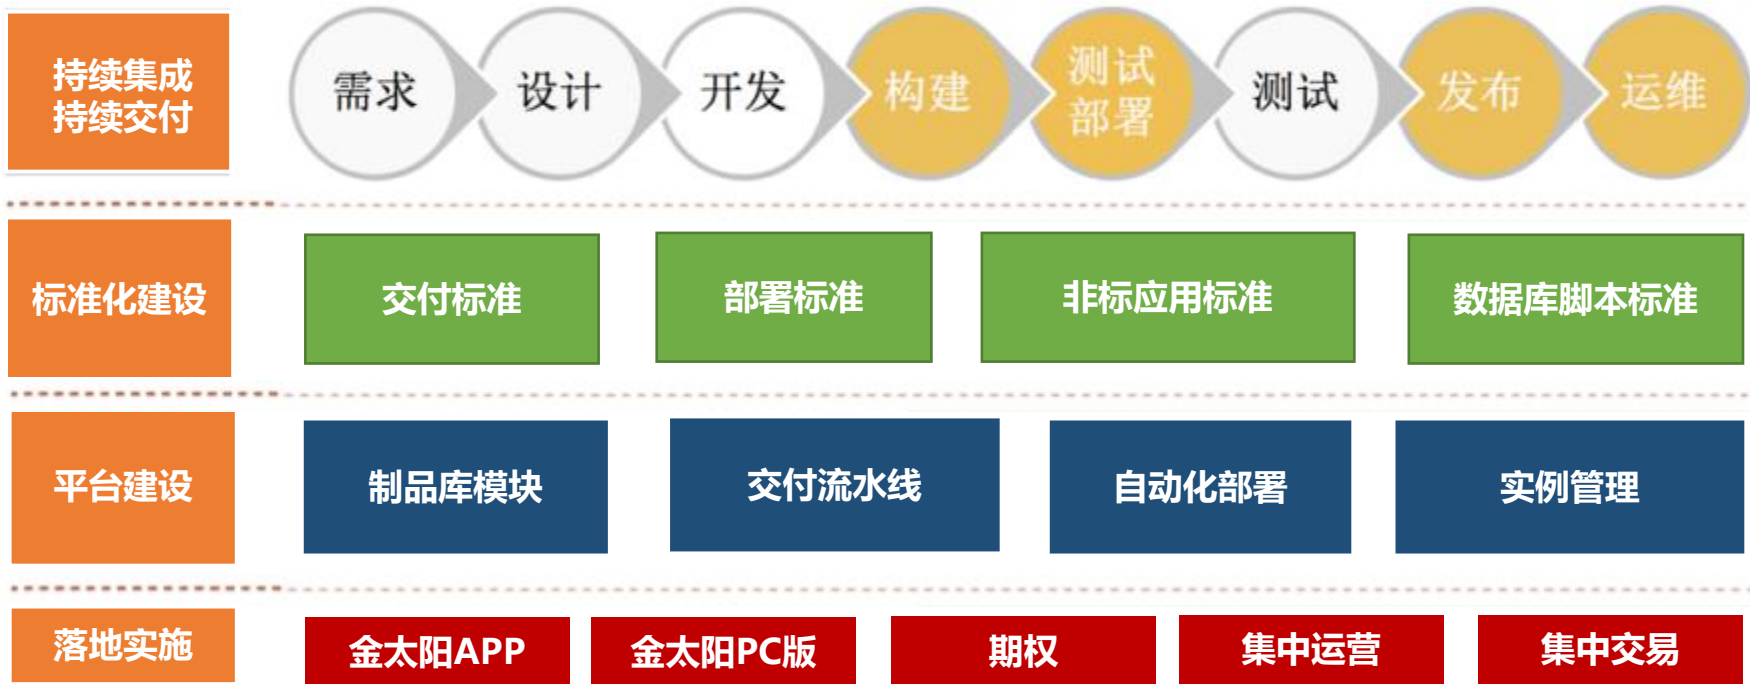 持续集成
持续交付
需求
设计
开发
构建
测试
部署
测试
发布
运维
标准化建设
交付标准
部署标准
非标应用标准
数据库脚本标准
平台建设
制品库模块
交付流水线
自动化部署
实例管理
落地实施
金太阳APP
金太阳PC版
期权
集中运营
集中交易